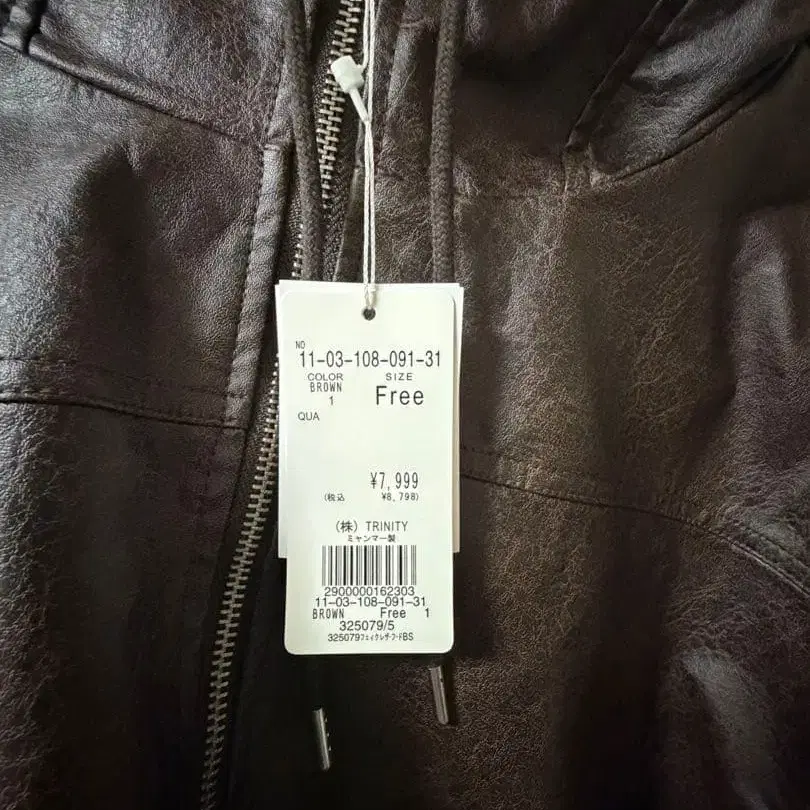 NO
11-03-108-091-31
COLOR SIZE
BROWN Free
1
QUA
¥7,999
(税込 ¥8,798)
(株) TRINITY
ミャンマー製
2900000162303
11-03-108-091-31
BROWN Free 1
325079/5
325079フェイクレザーフードBS